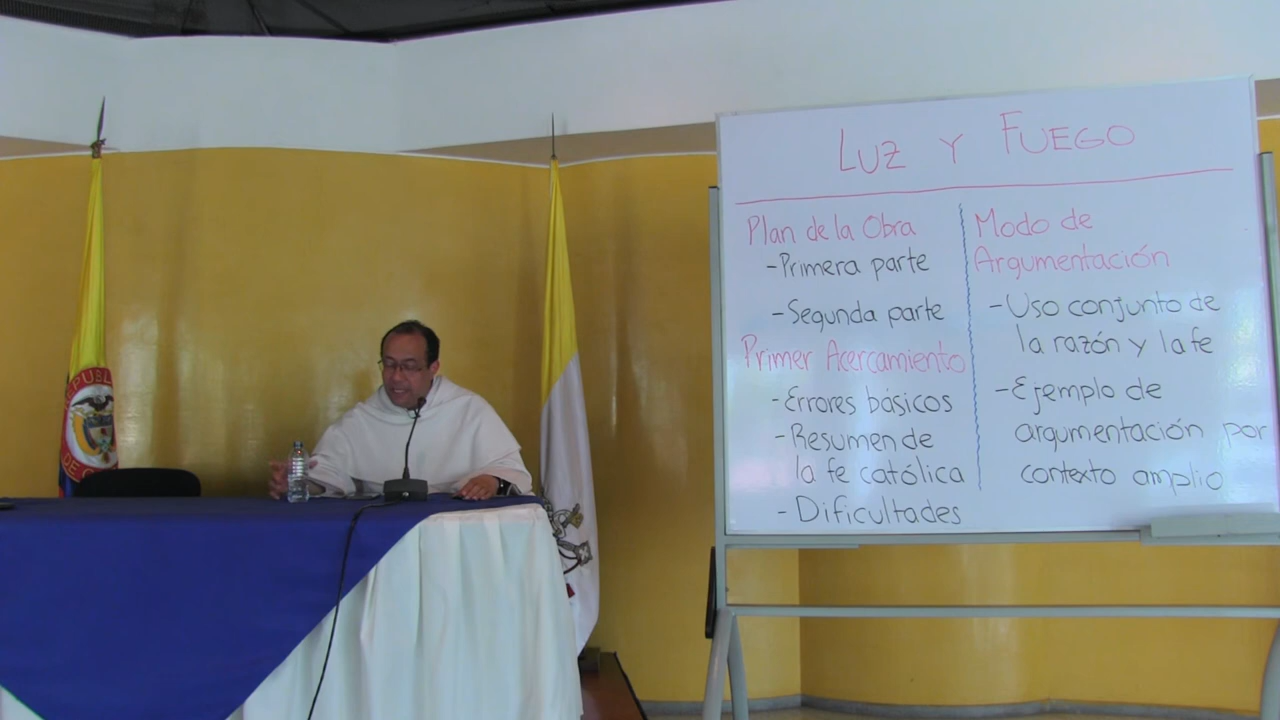 LUZ Y FUEGO
Plan de la Obra
-Primera parte
-Segunda parte
Primer Acercamiento
-Errores básicos
-Resumen de
la fe católica
-Dificultades
Modo de
Argumentación
-Uso conjunto de
la razón y la fe
-Ejemplo de
argumentación por
contexto amplio